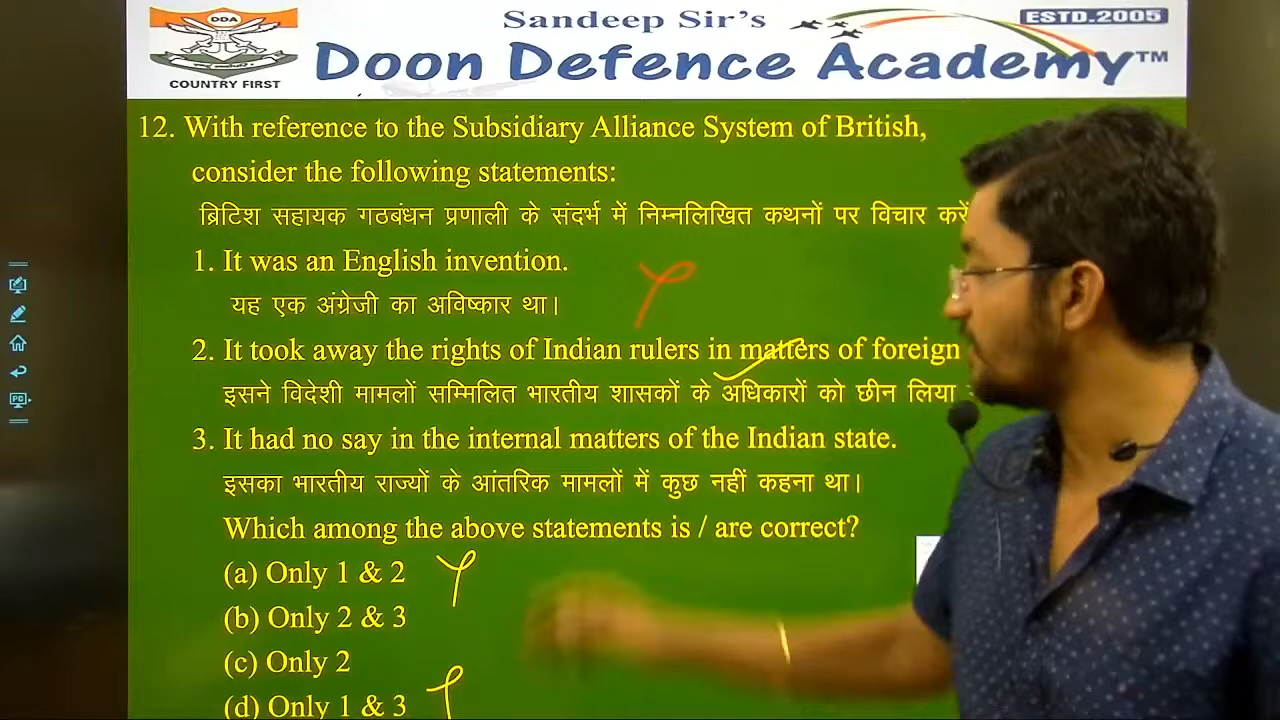 DDA
COUNTRY FIRST
Sandeep Sir's
ESTD.2005
Doon Defence Academy™
12. With reference to the Subsidiary Alliance System of British,
consider the following statements:
ब्रिटिश सहायक गठबंधन प्रणाली के संदर्भ में निम्नलिखित कथनों पर विचार करें
1. It was an English invention.
यह एक अंग्रेजी का अविष्कार था।
2. It took away the rights of Indian rulers in matters of foreign
इसने विदेशी मामलों सम्मिलित भारतीय शासकों के अधिकारों को छीन लिया
3. It had no say in the internal matters of the Indian state.
इसका भारतीय राज्यों के आंतरिक मामलों में कुछ नहीं कहना था।
Which among the above statements is / are correct?
(a) Only 1 & 2
(b) Only 2 & 3
(c) Only 2
(d) Only 1 & 3